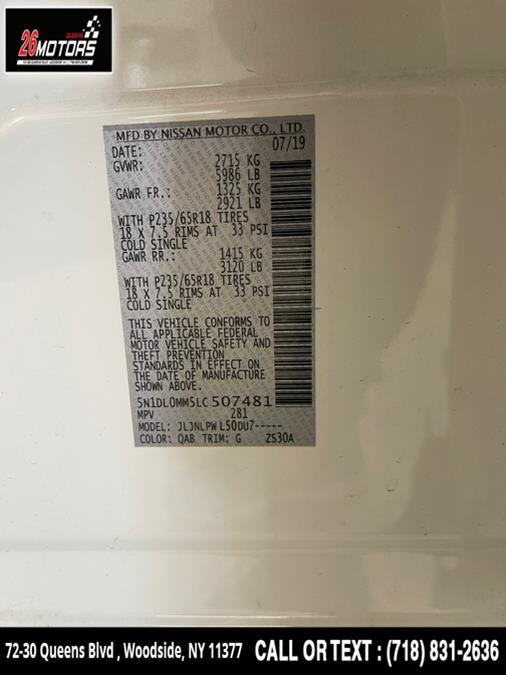 QUEENS
26MOTORS
MFD BY NISSAN MOTOR CO., LTD.
DATE: 07/19
GVWR: 2715 KG
5986 LB
GAWR FR.: 1325 KG
2921 LB
WITH P235/65R18 TIRES
18 X 7.5 RIMS AT 33 PSI
COLD SINGLE
GAWR RR.: 1415 KG
3120 LB
WITH P235/65R18 TIRES
18 X 7.5 RIMS AT 33 PSI
COLD SINGLE
THIS VEHICLE CONFORMS TO
ALL APPLICABLE FEDERAL
MOTOR VEHICLE SAFETY AND
THEFT PREVENTION
STANDARDS IN EFFECT ON
THE DATE OF MANUFACTURE
SHOWN ABOVE.
5N1DL0MM5LC507481
MPV 281
MODEL: JLJNLPW L50DU7-----
COLOR: QAB TRIM: G ZS30A
72-30 Queens Blvd , Woodside, NY 11377 CALL OR TEXT : (718) 831-2636